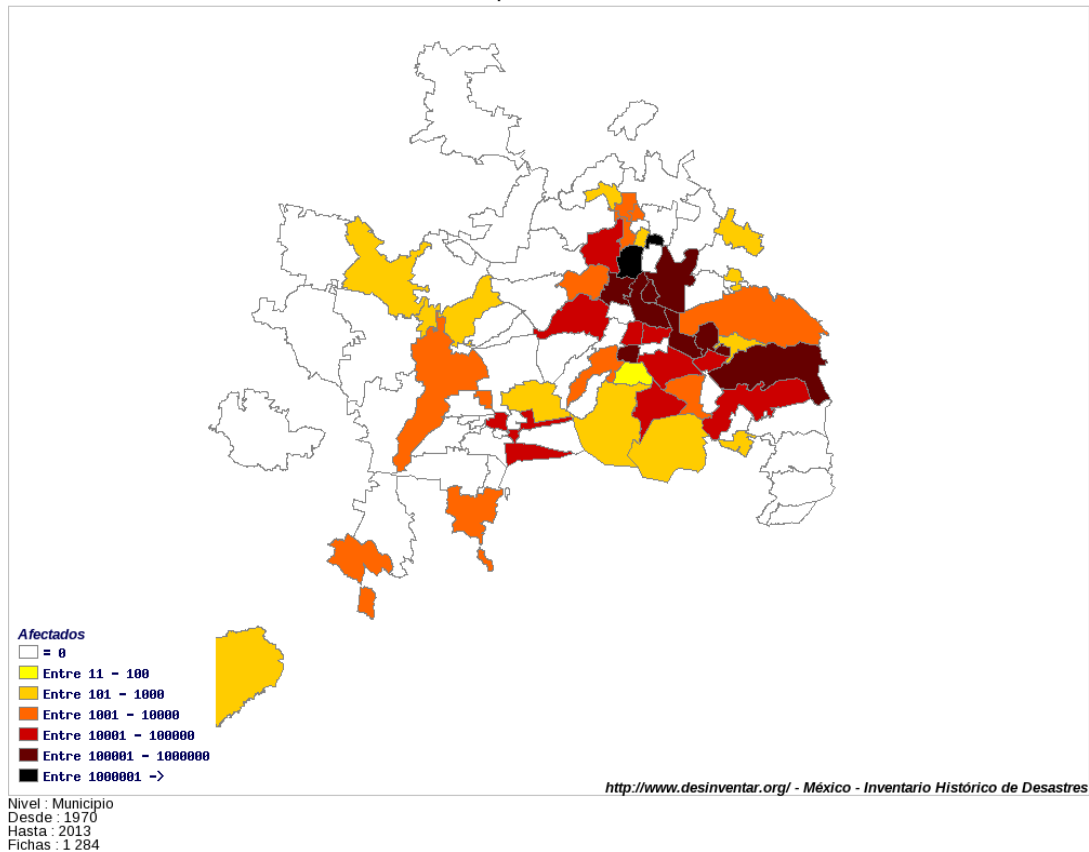 Afectados
= 0
Entre 11 - 100
Entre 101 - 1000
Entre 1001 - 10000
Entre 10001 - 100000
Entre 100001 - 1000000
Entre 1000001 ->
http://www.desinventar.org/ - México - Inventario Histórico de Desastres
Nivel : Municipio
Desde : 1970
Hasta : 2013
Fichas : 1 284